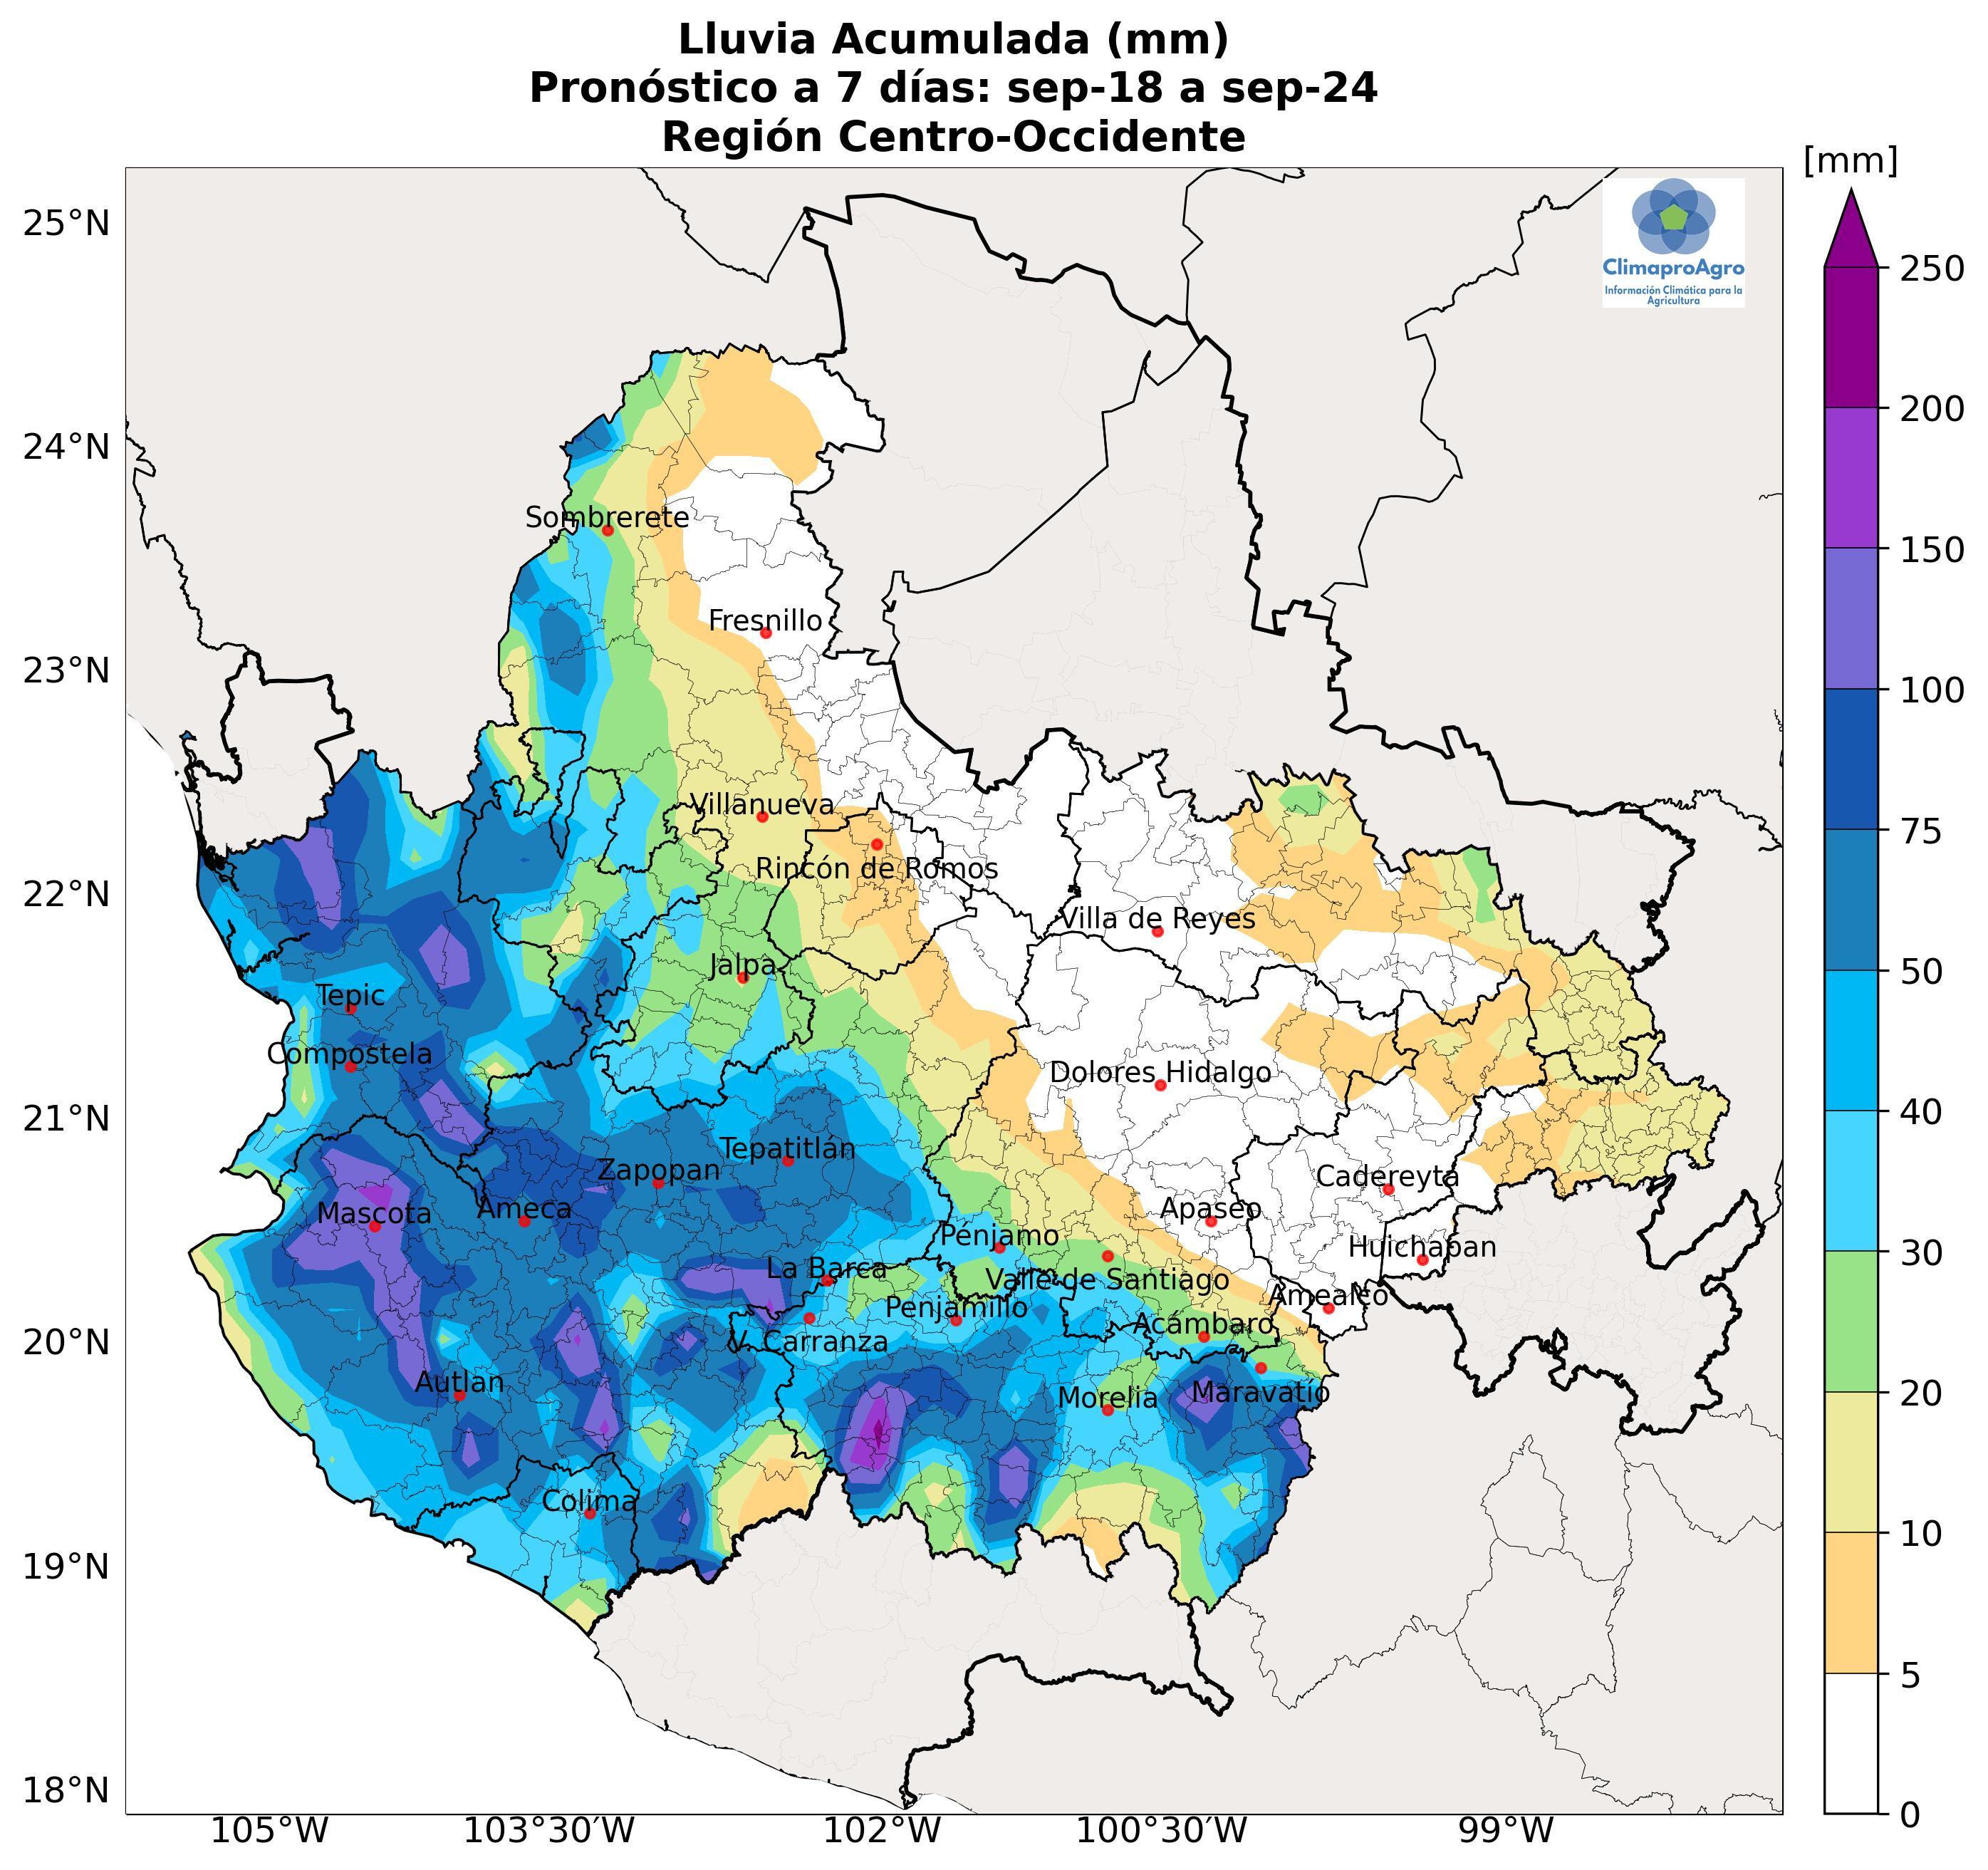 Lluvia Acumulada (mm)
Pronóstico a 7 días: sep-18 a sep-24
Región Centro-Occidente
[mm]
25°N
24°N
23°N
22°N
21°N
20°N
19°N
18°N
ClimaproAgro
Información Climática para la
Agricultura
Sombrerete
Fresnillo
Villanueva
Rincón de Romos
Villa de Reyes
Jalpa
Tepic
Compostela
Dolores Hidalgo
Tepatitlán
Zapopan
Cadereyta
Mascota
Ameca
Apaseo
Penjamo
Huichapan
La Barca
Valle de Santiago
Amealco
Penjamillo
Acámbaro
V. Carranza
Autlan
Morelia
Maravatío
Colima
250
200
150
100
75
50
40
30
20
10
5
0
105°W
103°30'W
102°W
100°30'W
99°W